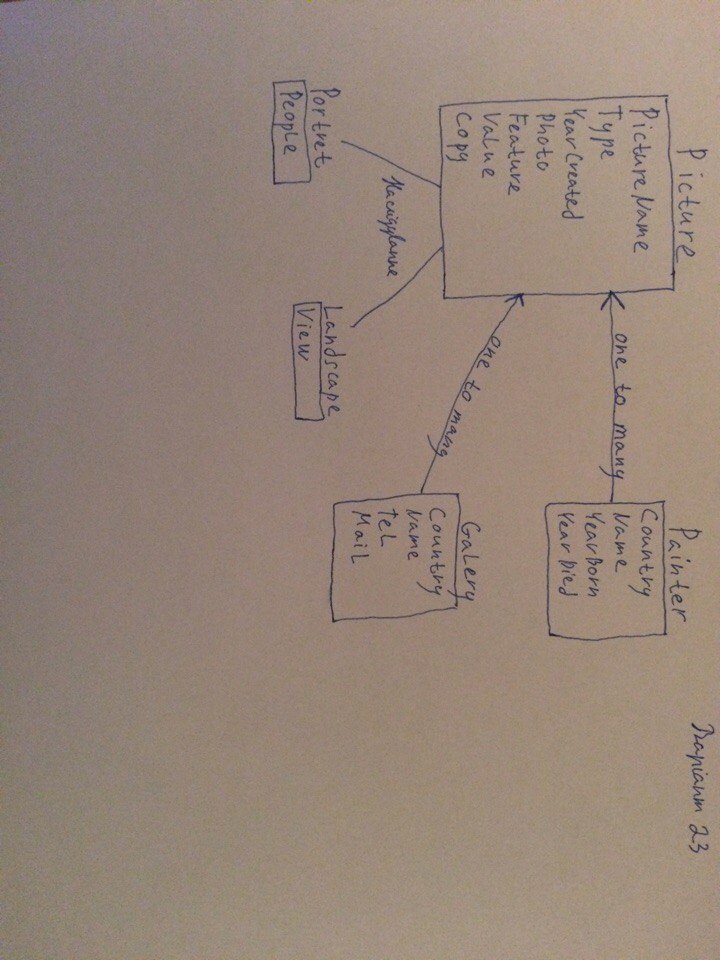 Вариант 23
Picture
PictureName
Type
YearCreated
Photo
Feature
Value
Copy
one to many
Painter
Country
Name
YearBorn
YearDied
one to many
Galery
Country
Name
Tel
Mail
Наслідування
Portret
People
Landscape
View